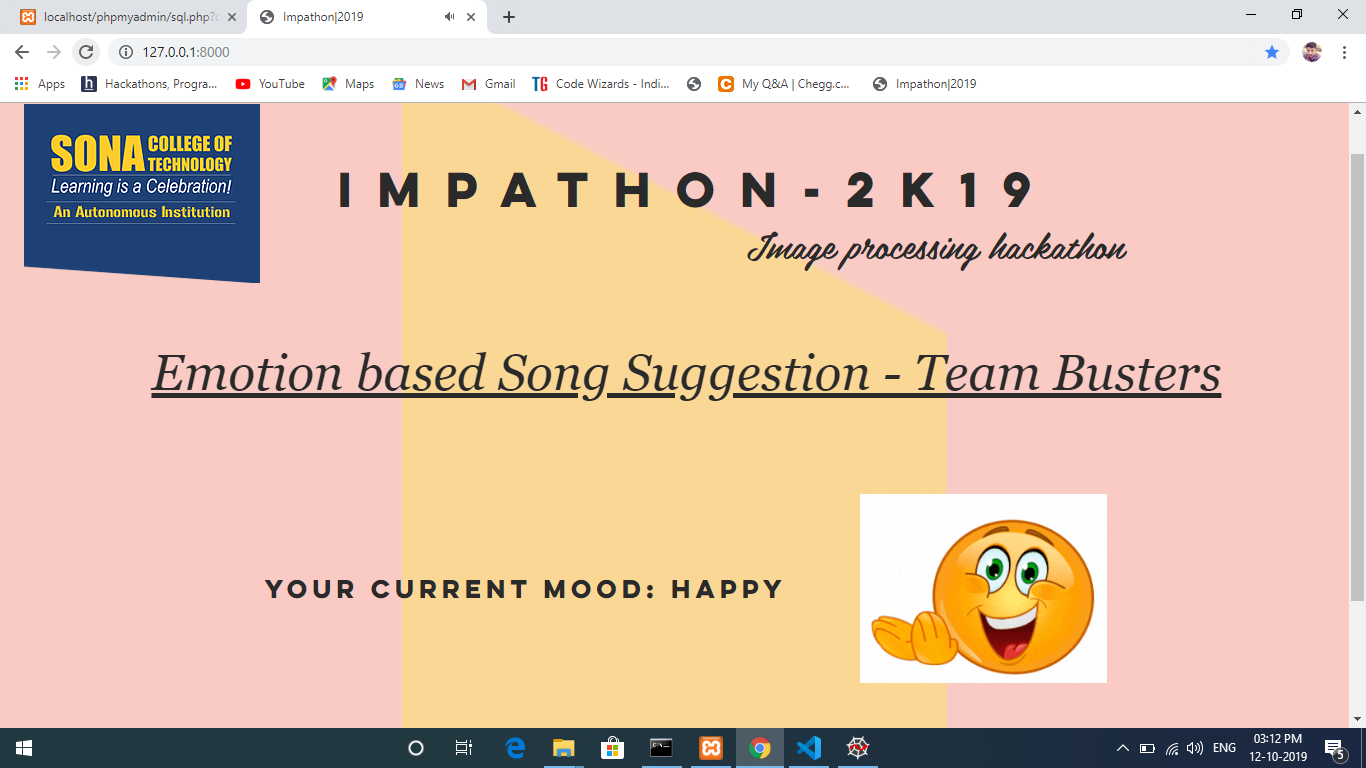 localhost/phpmyadmin/sql.php?
Impathon|2019
127.0.0.1:8000
Apps
Hackathons, Progra...
YouTube
Maps
News
Gmail
Code Wizards - Indi...
My Q&A | Chegg.c...
Impathon|2019
SONA COLLEGE OF TECHNOLOGY
Learning is a Celebration!
An Autonomous Institution
IMPATHON-2K19
Image processing hackathon
Emotion based Song Suggestion - Team Busters
YOUR CURRENT MOOD: HAPPY
ENG
03:12 PM
12-10-2019
5